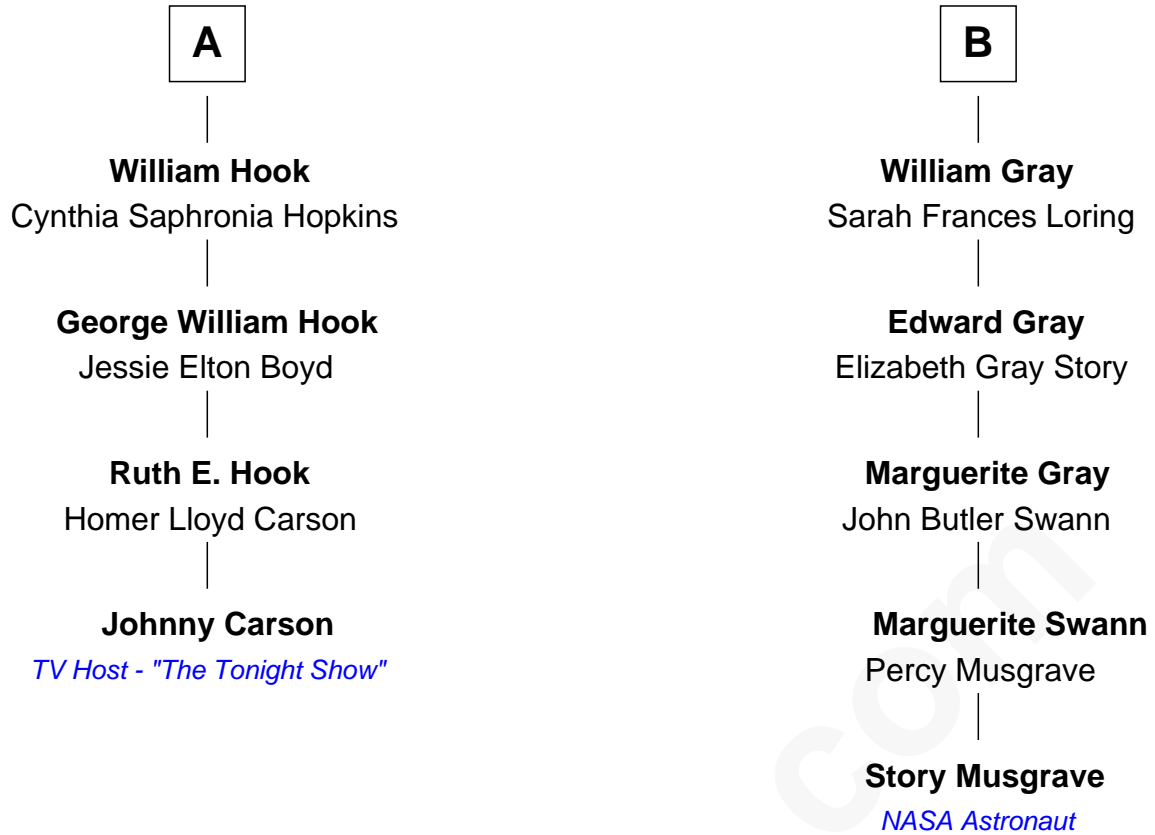 A
William Hook
Cynthia Saphronia Hopkins
George William Hook
Jessie Elton Boyd
Ruth E. Hook
Homer Lloyd Carson
Johnny Carson
TV Host - "The Tonight Show"
B
William Gray
Sarah Frances Loring
Edward Gray
Elizabeth Gray Story
Marguerite Gray
John Butler Swann
Marguerite Swann
Percy Musgrave
Story Musgrave
NASA Astronaut
com